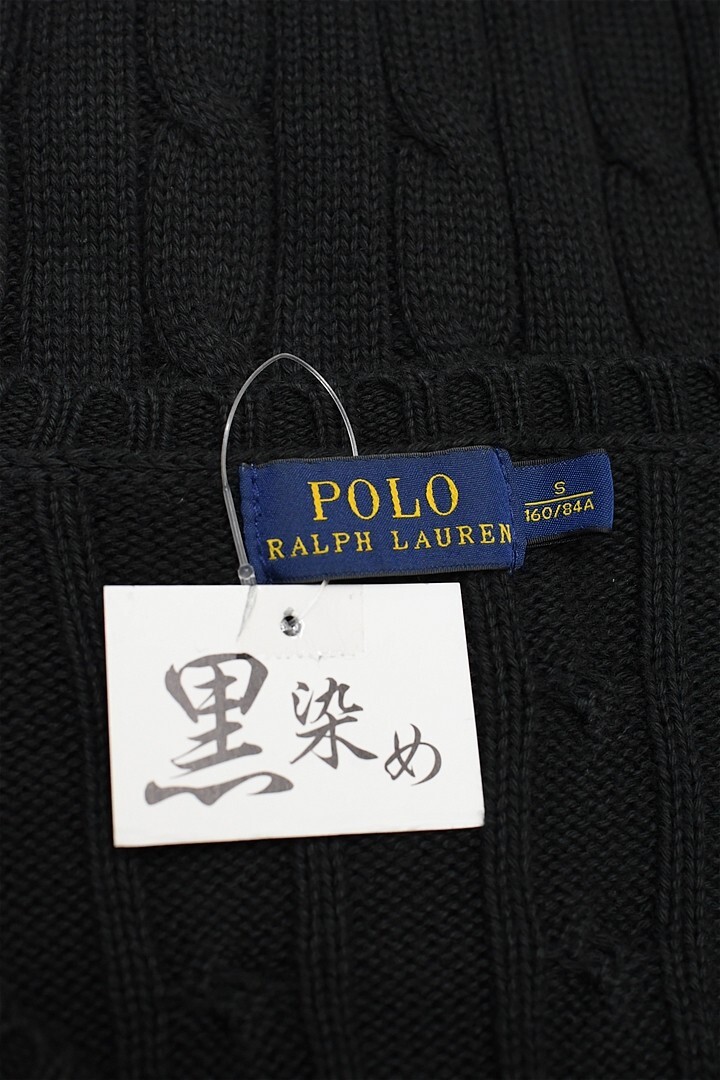 POLO
RALPH LAUREN
S
160/84A
黒染め